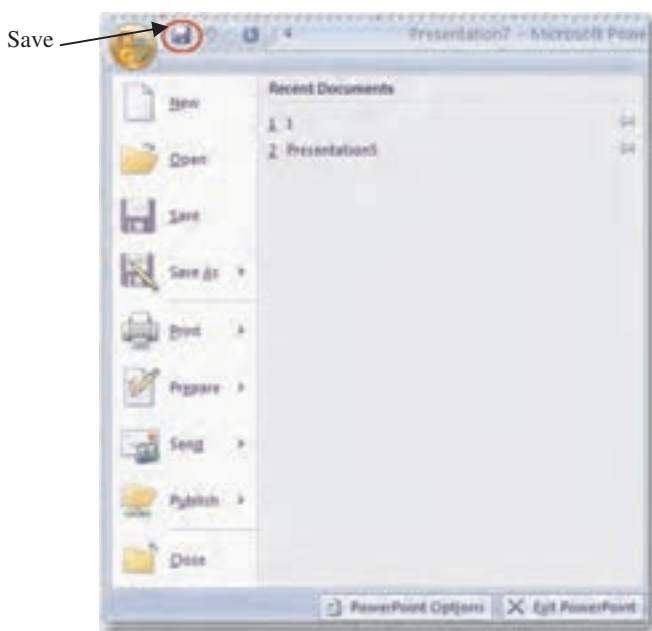 Save
Presentation7 - Microsoft Powe
New
Open
Save
Save As
Print
Prepare
Send
Publish
Close
Recent Documents
1 1
2 Presentation5
PowerPoint Options
Exit PowerPoint